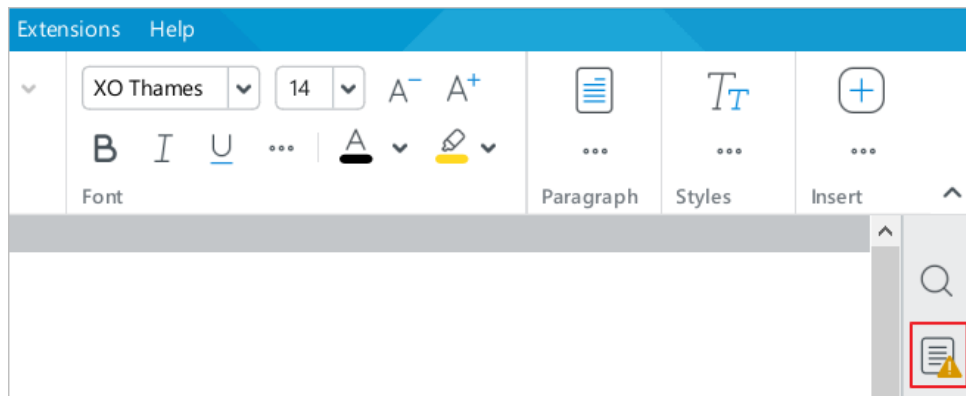 Extensions Help
XO Thames 14 A- A+
B I U A
Font Paragraph Styles Insert